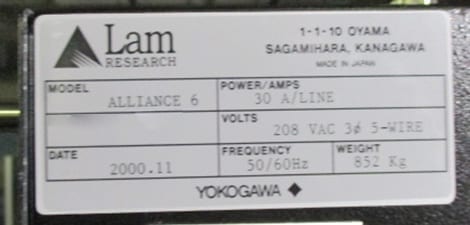 Lam
RESEARCH
1-1-10 OYAMA
SAGAMIHARA, KANAGAWA
MADE IN JAPAN
MODEL
ALLIANCE 6
POWER/AMPS
30 A/LINE
VOLTS
208 VAC 3ø 5-WIRE
DATE
2000.11
FREQUENCY
50/60Hz
WEIGHT
852 Kg
YOKOGAWA ◆